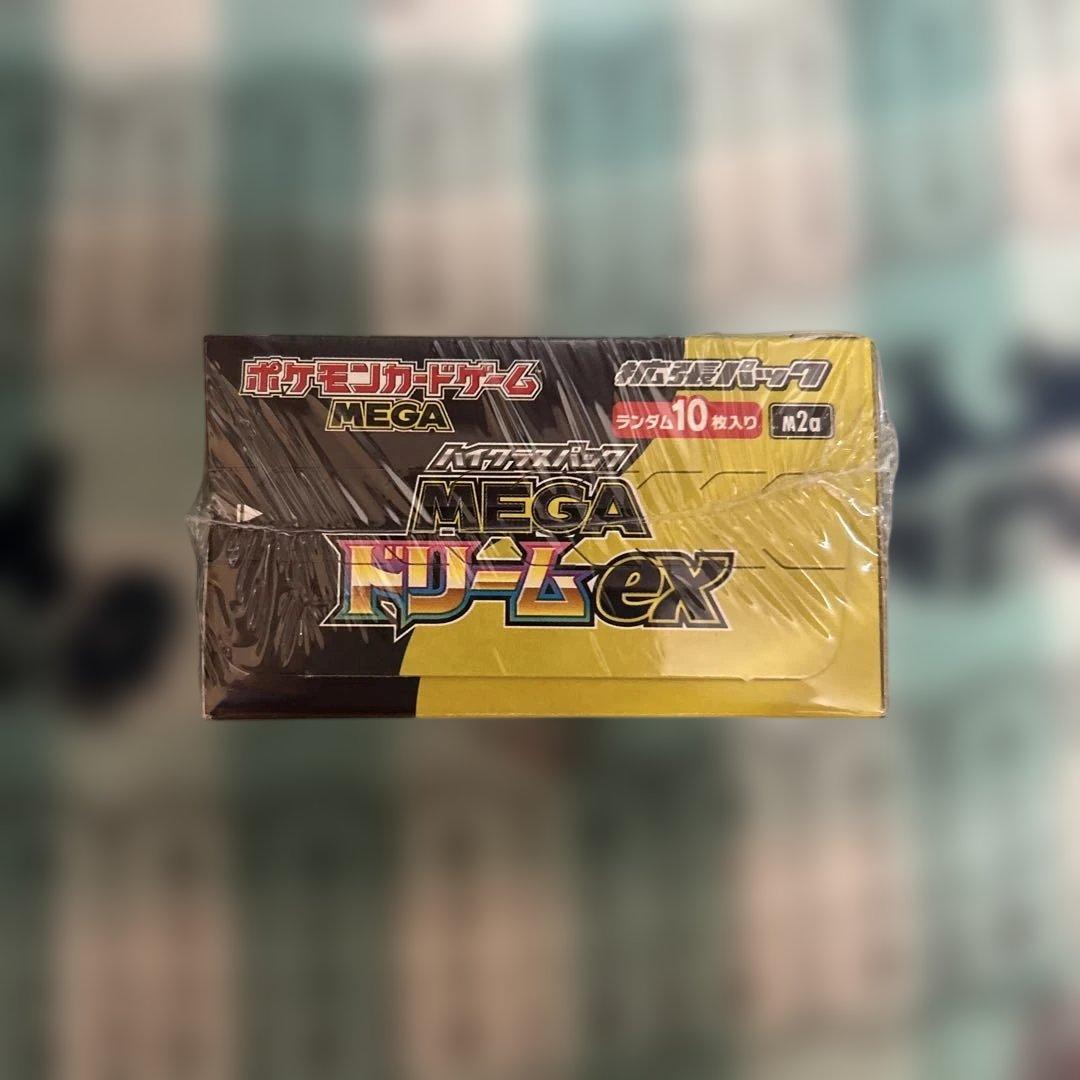 ポケモンカードゲーム
MEGA
拡張パック
ランダム10枚入り
M2a
ハイクラスパック
MEGA
ドリームex